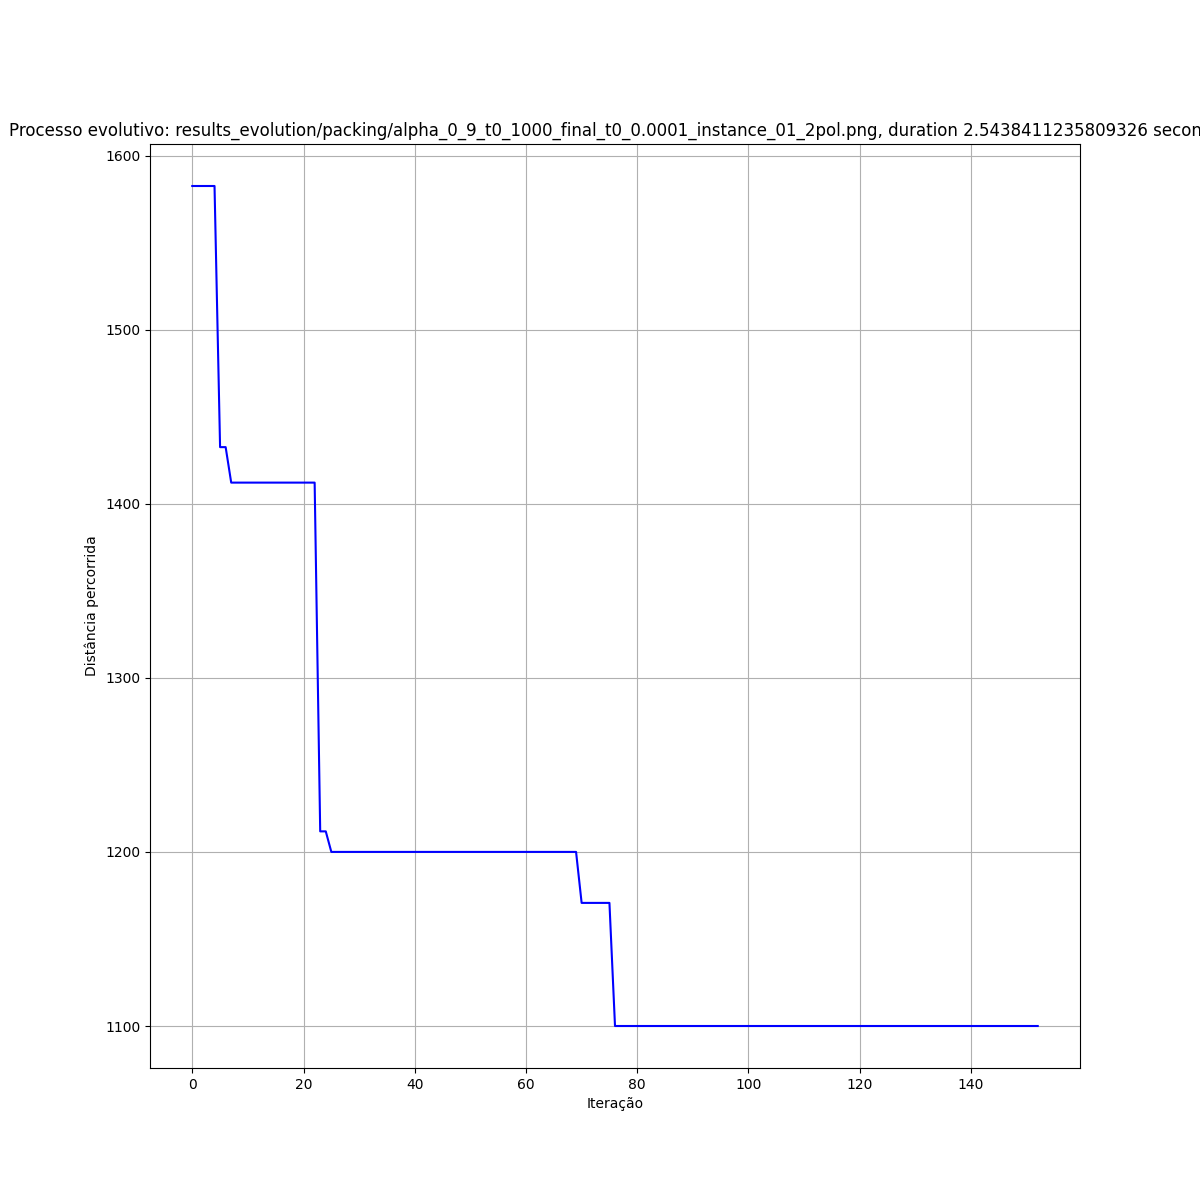 Processo evolutivo: results_evolution/packing/alpha_0_9_t0_1000_final_t0_0.0001_instance_01_2pol.png, duration 2.5438411235809326 secon
1600
1500
1400
1300
1200
1100
Distância percorrida
0 20 40 60 80 100 120 140
Iteração